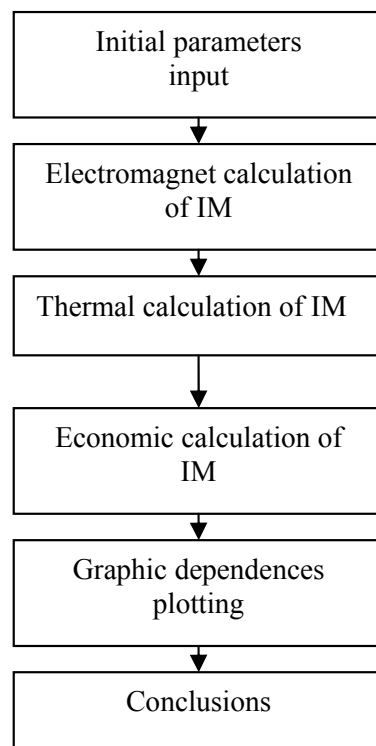 Initial parameters
input
Electromagnet calculation
of IM
Thermal calculation of IM
Economic calculation of
IM
Graphic dependences
plotting
Conclusions